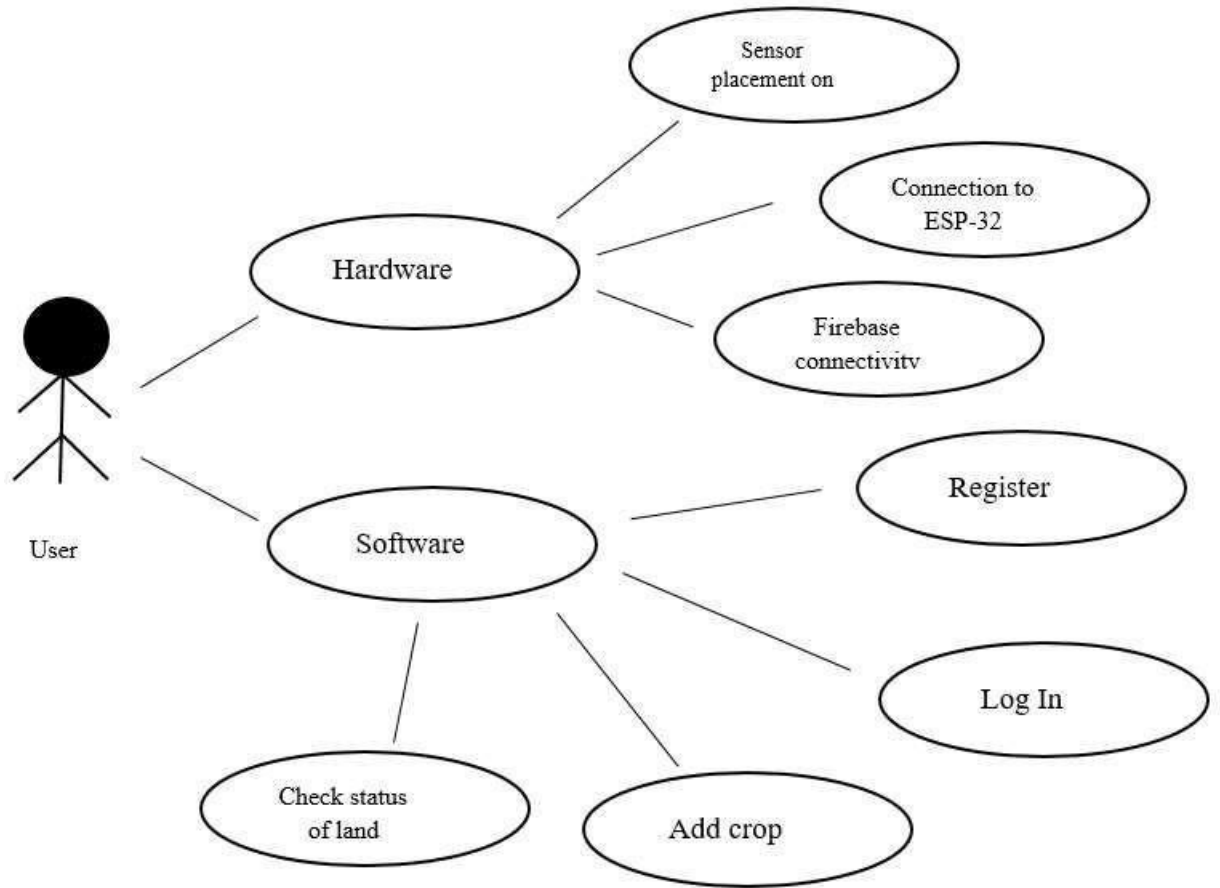 Sensor
placement on
Connection to
ESP-32
Hardware
Firebase
connectivity
Register
User
Software
Log In
Check status
of land
Add crop